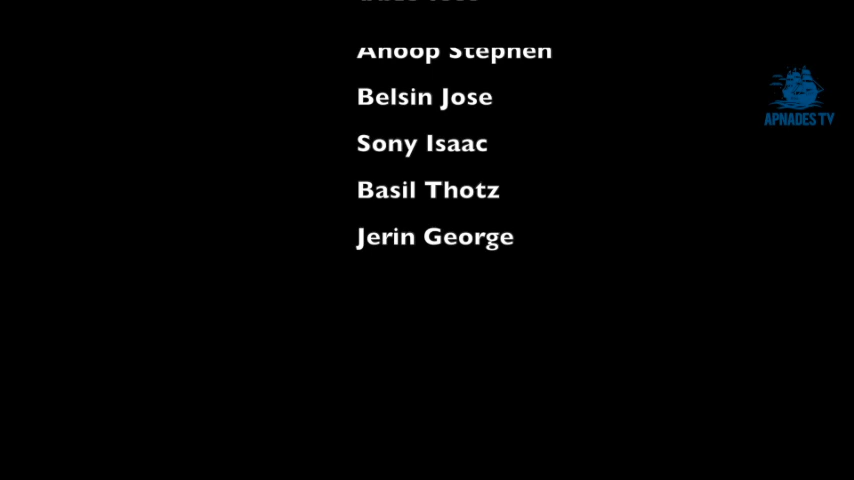 Anoop Stephen
Belsin Jose
Sony Isaac
Basil Thotz
Jerin George
APNADES TV